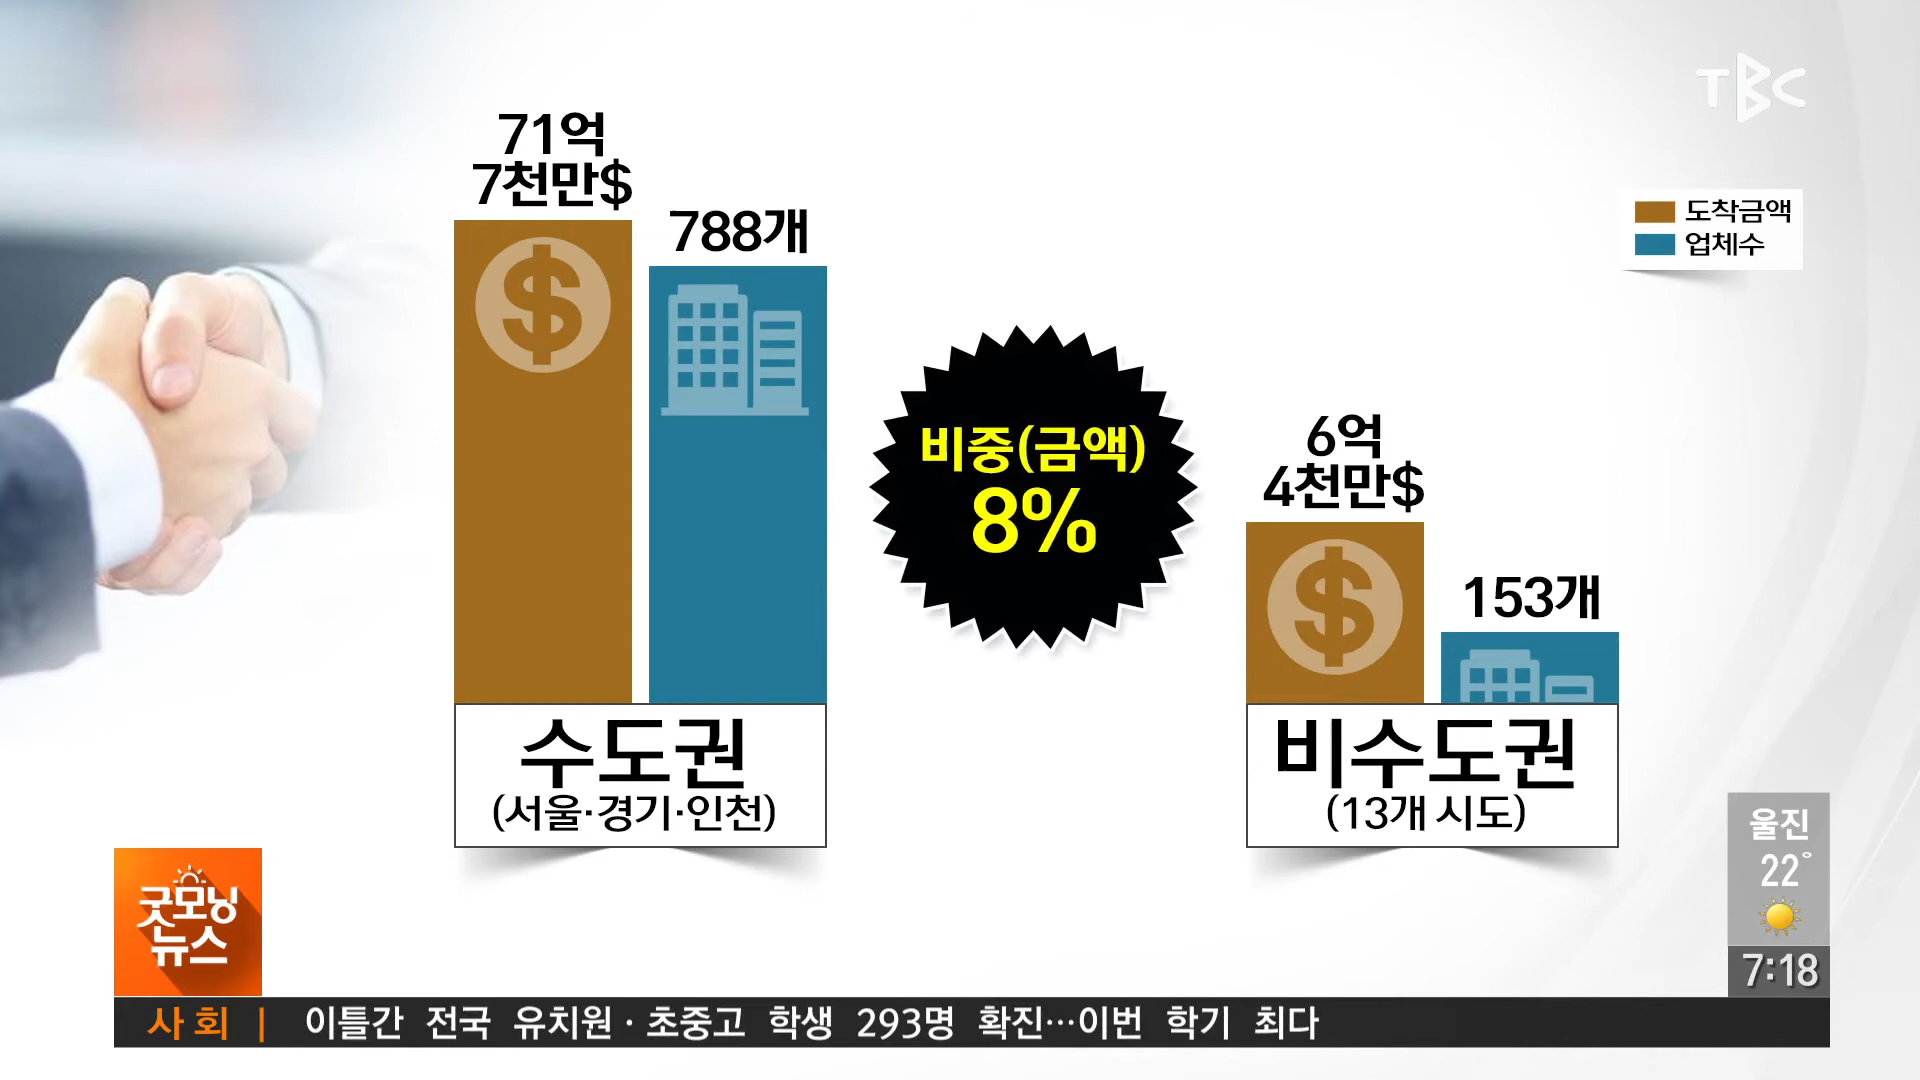 TBC
71억
7천만$
788개
도착금액
업체수
비중(금액)
8%
6억
4천만$
153개
수도권
(서울·경기·인천)
비수도권
(13개 시도)
울진
22°
7:18
굿모닝
뉴스
사회 | 이틀간 전국 유치원·초중고 학생 293명 확진…이번 학기 최다